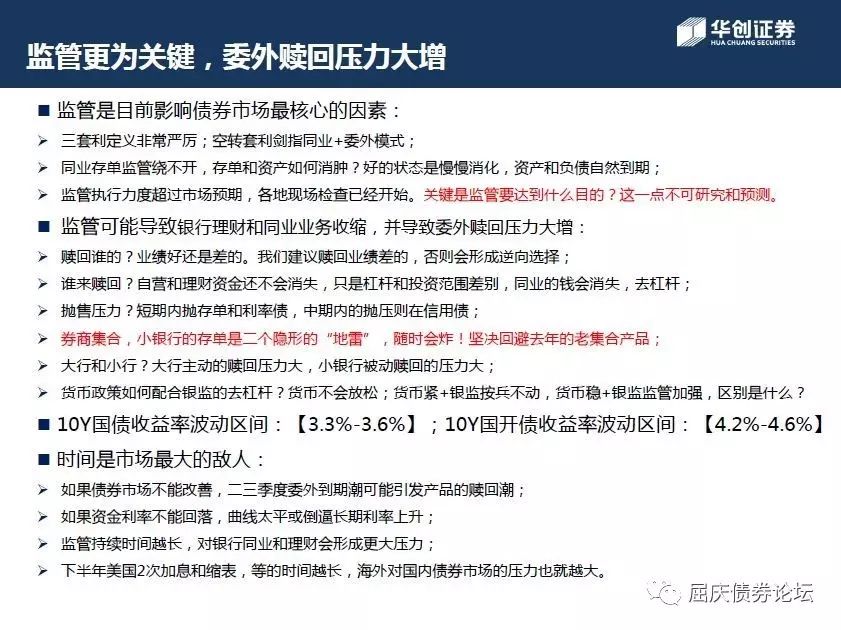 华创证券
HUA CHUANG SECURITIES
监管更为关键，委外赎回压力大增
■ 监管是目前影响债券市场最核心的因素：
➢ 三套利定义非常严厉；空转套利剑指同业+委外模式；
➢ 同业存单监管绕不开，存单和资产如何消肿？好的状态是慢慢消化，资产和负债自然到期；
➢ 监管执行力度超过市场预期，各地现场检查已经开始。关键是监管要达到什么目的？这一点不可研究和预测。
■ 监管可能导致银行理财和同业业务收缩，并导致委外赎回压力大增：
➢ 赎回谁的？业绩好还是差的。我们建议赎回业绩差的，否则会形成逆向选择；
➢ 谁来赎回？自营和理财资金还不会消失，只是杠杆和投资范围差别，同业的钱会消失，去杠杆；
➢ 抛售压力？短期内抛存单和利率债，中期内的抛压则在信用债；
➢ 券商集合，小银行的存单是二个隐形的“地雷”，随时会炸！坚决回避去年的老集合产品；
➢ 大行和小行？大行主动的赎回压力大，小银行被动赎回的压力大；
➢ 货币政策如何配合银监的去杠杆？货币不会放松；货币紧+银监按兵不动，货币稳+银监监管加强，区别是什么？
■ 10Y国债收益率波动区间：【3.3%-3.6%】；10Y国开债收益率波动区间：【4.2%-4.6%】
■ 时间是市场最大的敌人：
➢ 如果债券市场不能改善，二三季度委外到期潮可能引发产品的赎回潮；
➢ 如果资金利率不能回落，曲线太平或倒逼长期利率上升；
➢ 监管持续时间越长，对银行同业和理财会形成更大压力；
➢ 下半年美国2次加息和缩表，等的时间越长，海外对国内债券市场的压力也就越大。
屈庆债券论坛